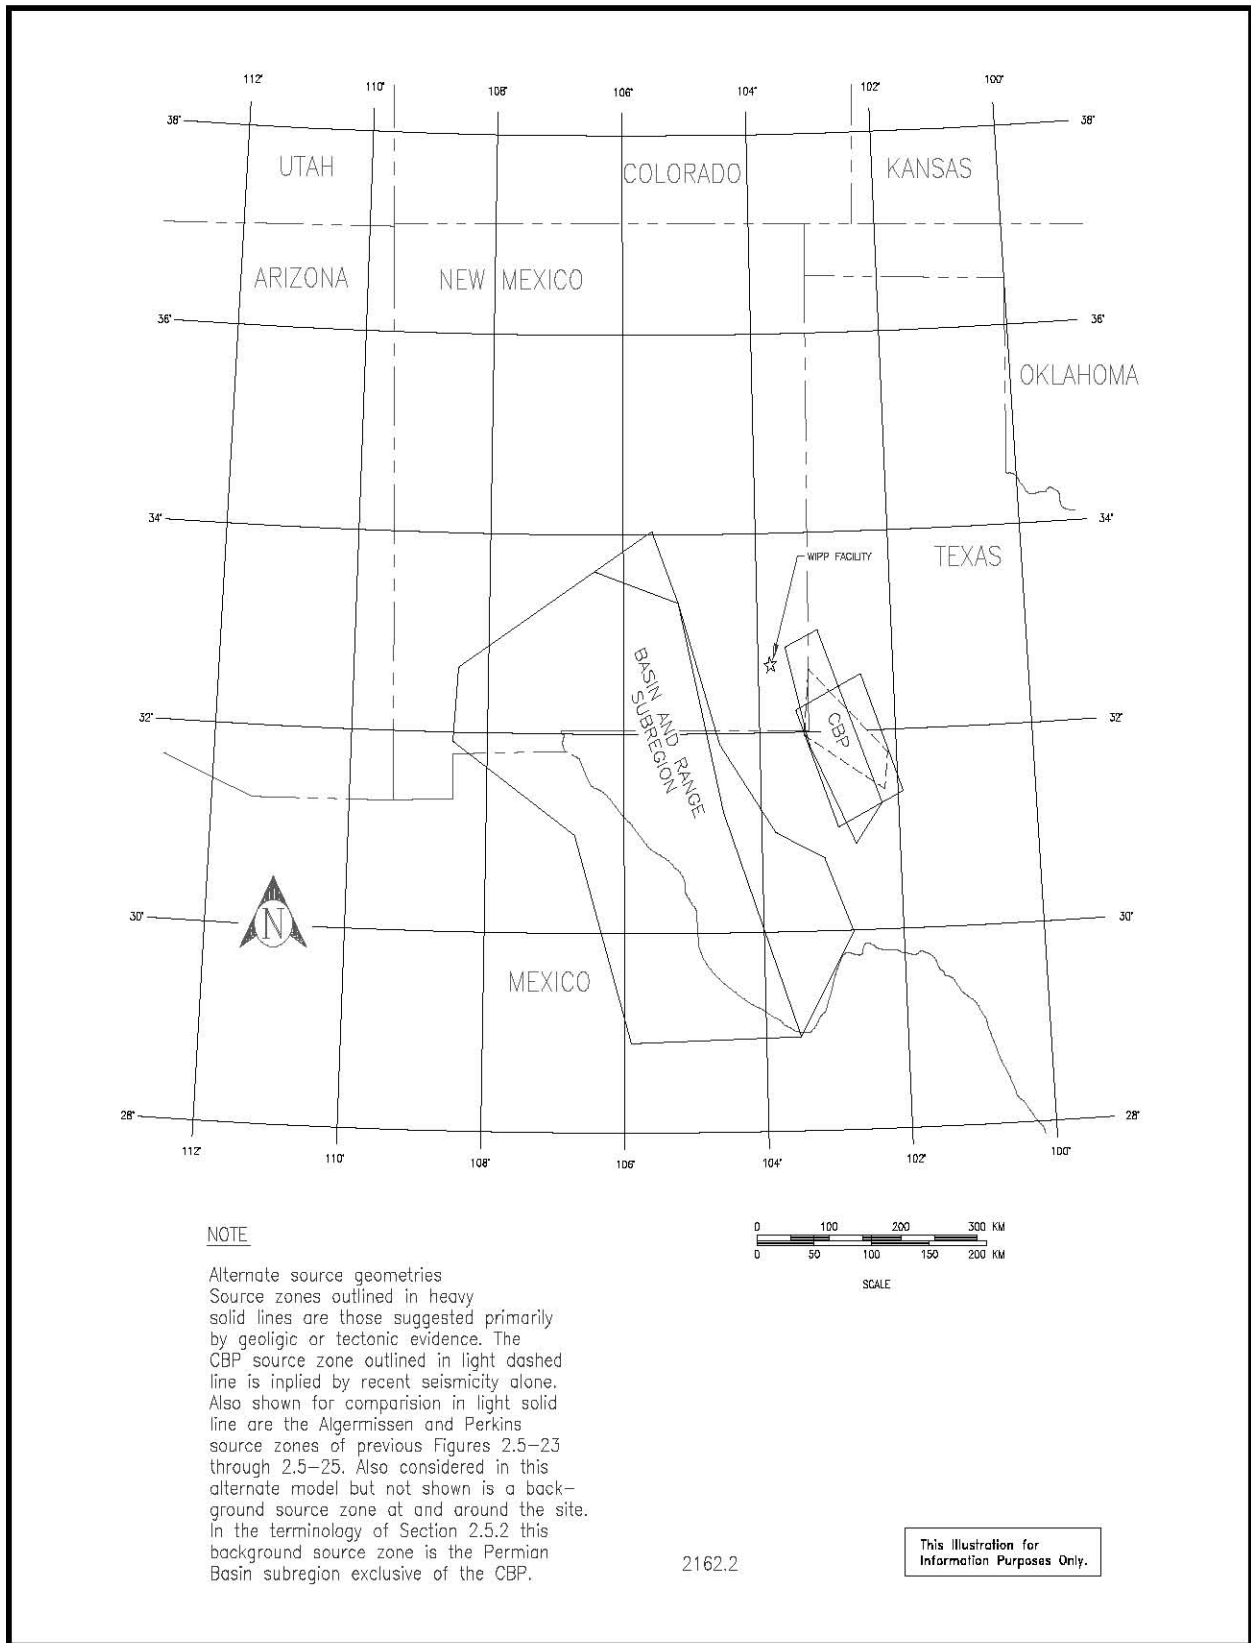 112° 110° 108° 106° 104° 102° 100°
38° 38°
UTAH COLORADO KANSAS
ARIZONA NEW MEXICO
36° 36°
OKLAHOMA
34° 34°
WIPP FACILITY TEXAS
BASIN AND RANGE
SUBREGION
CBP
32° 32°
N
30° 30°
MEXICO
28° 28°
112° 110° 108° 106° 104° 102° 100°
NOTE
Alternate source geometries
Source zones outlined in heavy
solid lines are those suggested primarily
by geoligic or tectonic evidence. The
CBP source zone outlined in light dashed
line is inplied by recent seismicity alone.
Also shown for comparision in light solid
line are the Algermissen and Perkins
source zones of previous Figures 2.5-23
through 2.5-25. Also considered in this
alternate model but not shown is a back-
ground source zone at and around the site.
In the terminology of Section 2.5.2 this
background source zone is the Permian
Basin subregion exclusive of the CBP.
0 100 200 300 KM
0 50 100 150 200 KM
SCALE
2162.2
This Illustration for
Information Purposes Only.